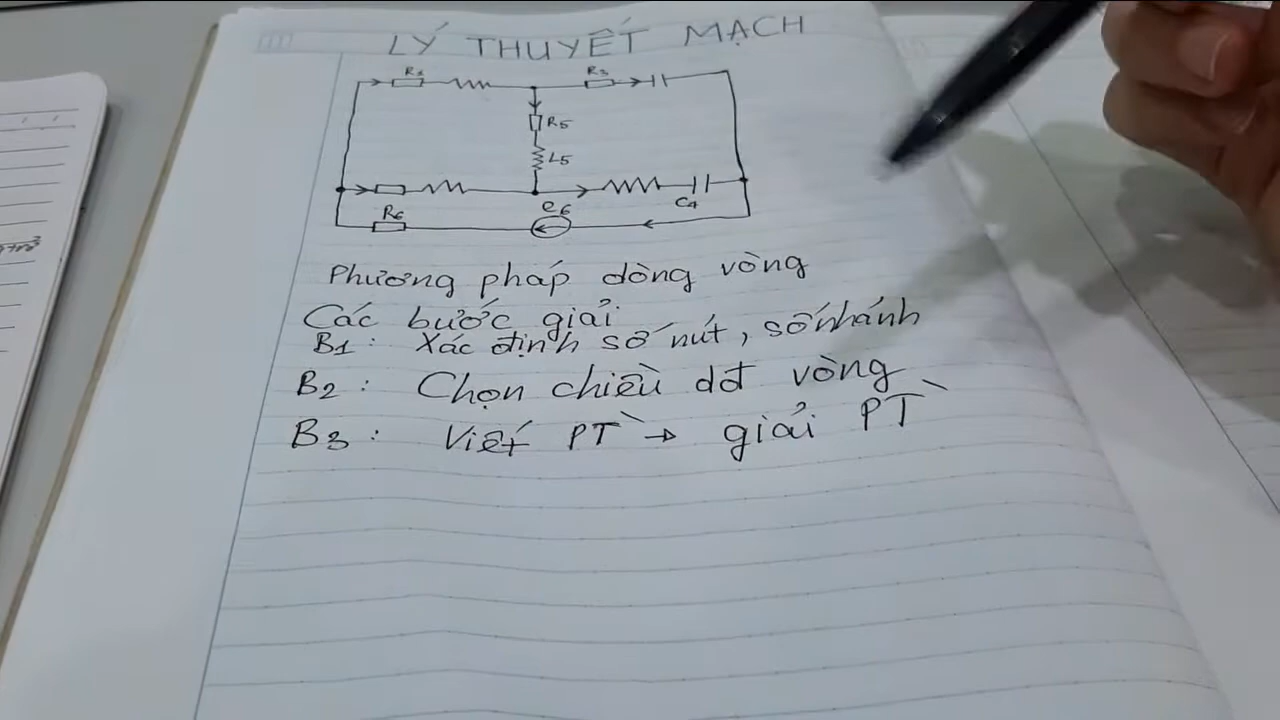 LÝ THUYẾT MẠCH
R3
R5
L5
C4
R6
e6
Phương pháp dòng vòng
Các bước giải
B1: Xác định số nút, số nhánh
B2: Chọn chiều dđ vòng
B3: Viết PT → giải PT